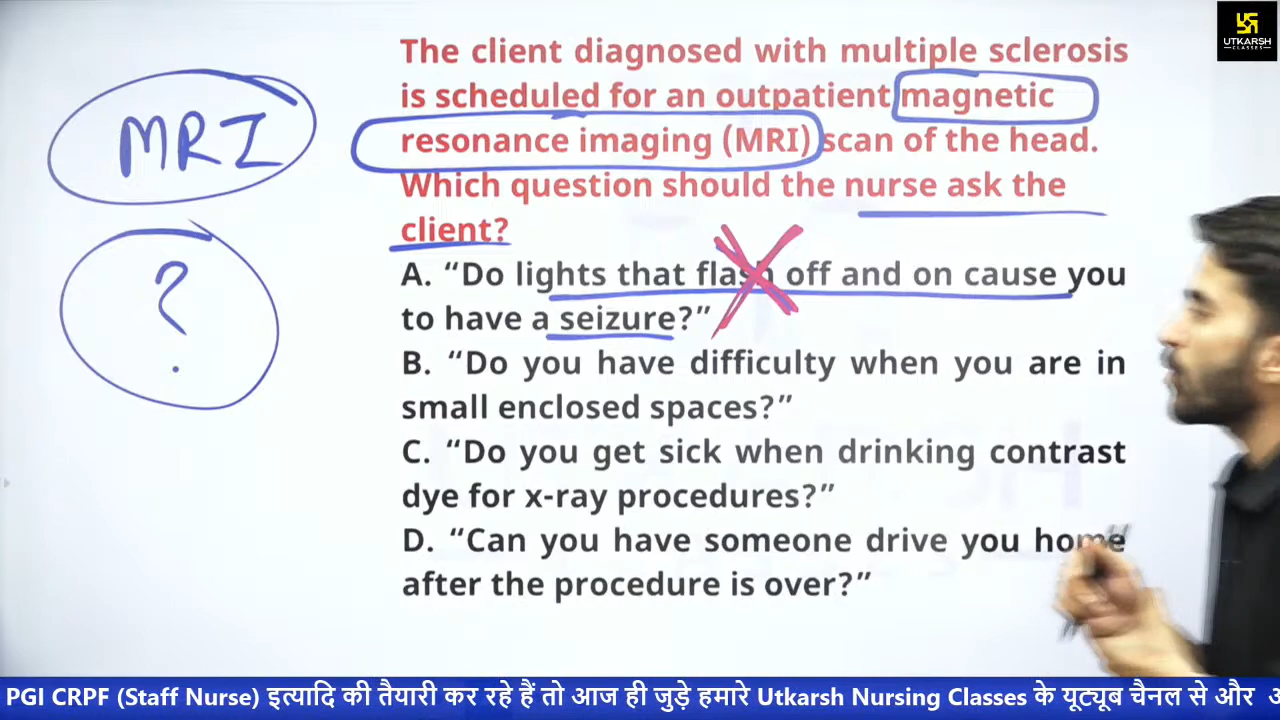 UTKARSH
CLASSES
MRI
?
The client diagnosed with multiple sclerosis
is scheduled for an outpatient magnetic
resonance imaging (MRI) scan of the head.
Which question should the nurse ask the
client?
A. “Do lights that flash off and on cause you
to have a seizure?”
B. “Do you have difficulty when you are in
small enclosed spaces?”
C. “Do you get sick when drinking contrast
dye for x-ray procedures?”
D. “Can you have someone drive you home
after the procedure is over?”
PGI CRPF (Staff Nurse) इत्यादि की तैयारी कर रहे हैं तो आज ही जुड़े हमारे Utkarsh Nursing Classes के यूट्यूब चैनल से और